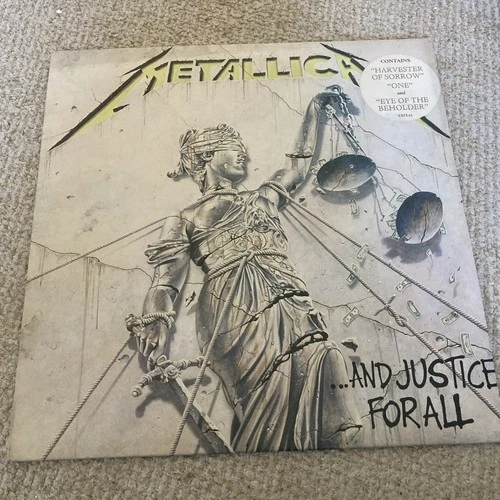 METALLICA
CONTAINS
"HARVESTER
OF SORROW"
"ONE"
and
"EYE OF THE
BEHOLDER"
...AND JUSTICE
FOR ALL